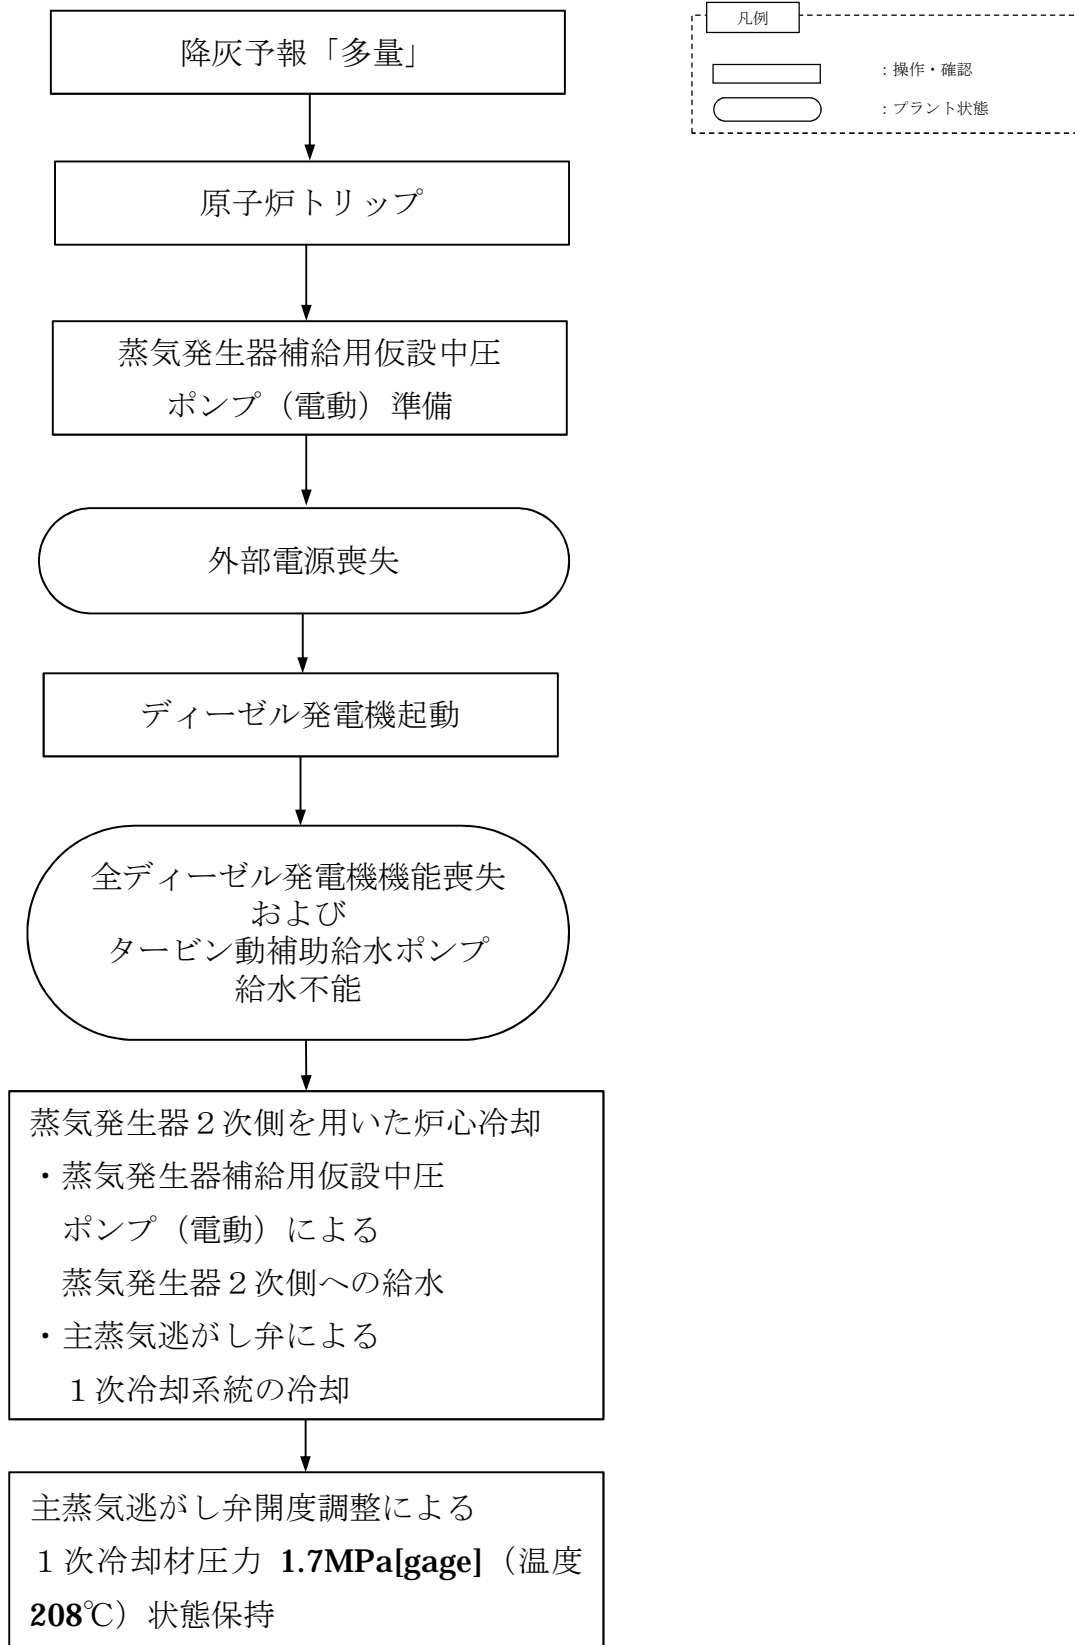 降灰予報「多量」
凡例
：操作・確認
：プラント状態
原子炉トリップ
蒸気発生器補給用仮設中圧
ポンプ（電動）準備
外部電源喪失
ディーゼル発電機起動
全ディーゼル発電機機能喪失
および
タービン動補助給水ポンプ
給水不能
蒸気発生器２次側を用いた炉心冷却
・蒸気発生器補給用仮設中圧
ポンプ（電動）による
蒸気発生器２次側への給水
・主蒸気逃がし弁による
１次冷却系統の冷却
主蒸気逃がし弁開度調整による
１次冷却材圧力 1.7MPa[gage]（温度
208℃）状態保持